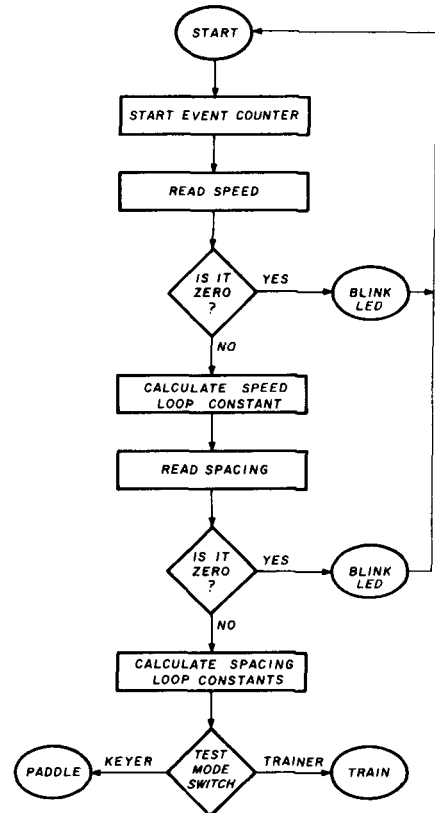 START
START EVENT COUNTER
READ SPEED
IS IT
ZERO
?
YES
BLINK
LED
NO
CALCULATE SPEED
LOOP CONSTANT
READ SPACING
IS IT
ZERO
?
YES
BLINK
LED
NO
CALCULATE SPACING
LOOP CONSTANTS
PADDLE
KEYER
TEST
MODE
SWITCH
TRAINER
TRAIN